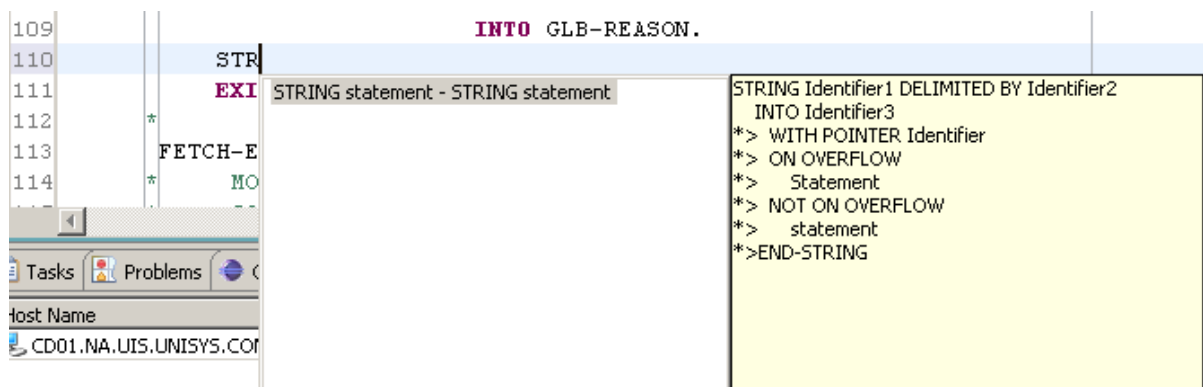 109 INTO GLB-REASON.
110 STR
111 EXI
112 *
113 FETCH-E
114 * MO
STRING statement - STRING statement
STRING Identifier1 DELIMITED BY Identifier2
INTO Identifier3
*> WITH POINTER Identifier
*> ON OVERFLOW
*> Statement
*> NOT ON OVERFLOW
*> statement
*>END-STRING
Tasks Problems
Host Name
CD01.NA.UIS.UNISYS.COM